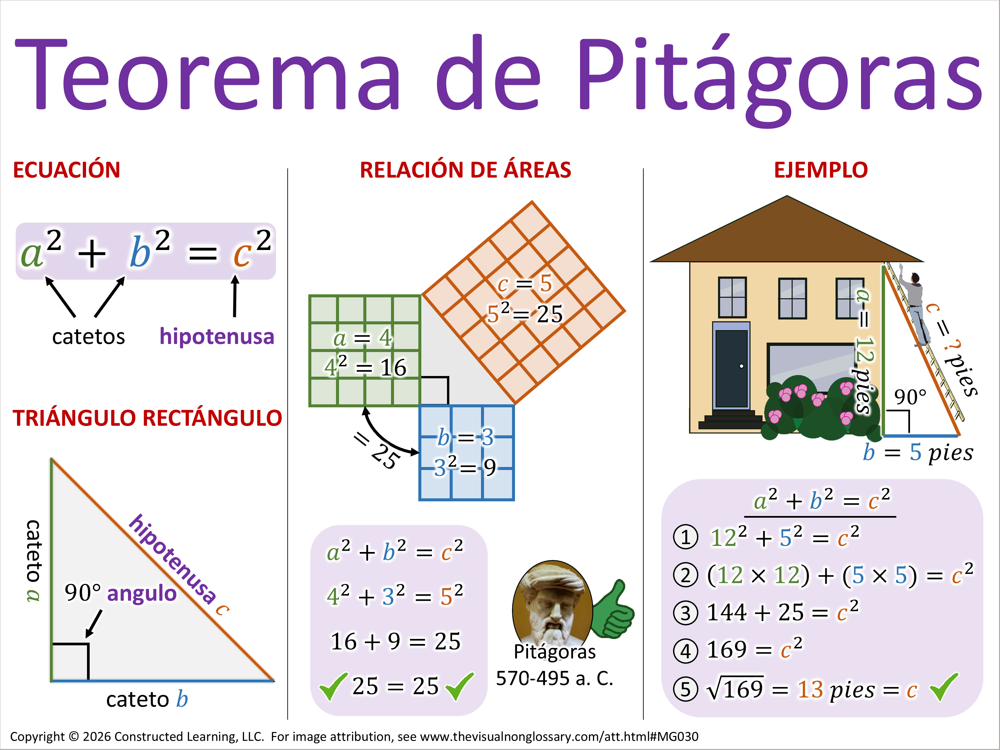 Teorema de Pitágoras
ECUACIÓN
a² + b² = c²
catetos
hipotenusa
TRIÁNGULO RECTÁNGULO
cateto a
hipotenusa c
90° angulo
cateto b
RELACIÓN DE ÁREAS
c = 5
5² = 25
a = 4
4² = 16
b = 3
3² = 9
= 25
a² + b² = c²
4² + 3² = 5²
16 + 9 = 25
25 = 25
Pitágoras
570-495 a. C.
EJEMPLO
a = 12 pies
c = ? pies
90°
b = 5 pies
a² + b² = c²
1 12² + 5² = c²
2 (12 × 12) + (5 × 5) = c²
3 144 + 25 = c²
4 169 = c²
5 √169 = 13 pies = c
Copyright © 2026 Constructed Learning, LLC. For image attribution, see www.thevisualnonglossary.com/att.html#MG030